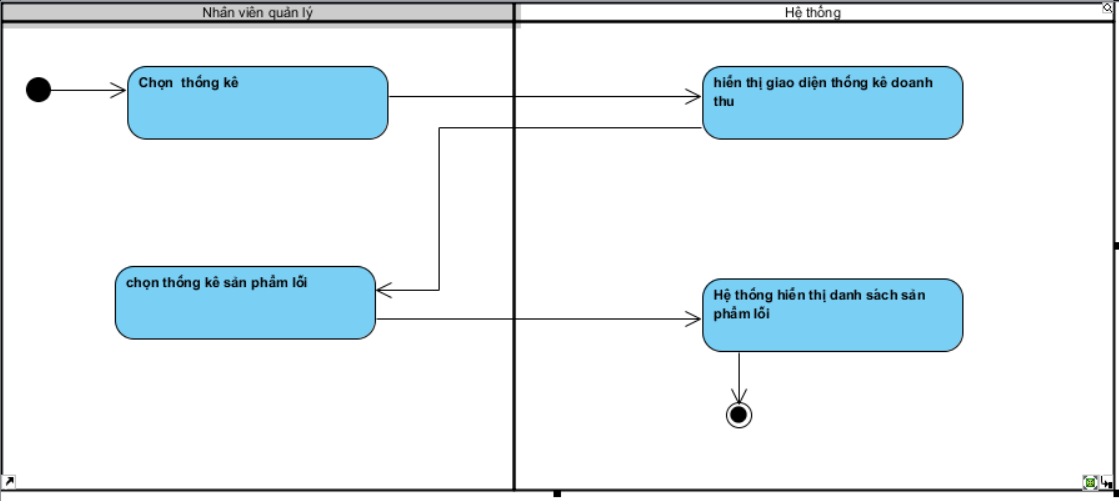 Nhân viên quản lý
Hệ thống
Chọn thống kê
hiển thị giao diện thống kê doanh
thu
chọn thống kê sản phẩm lỗi
Hệ thống hiển thị danh sách sản
phẩm lỗi